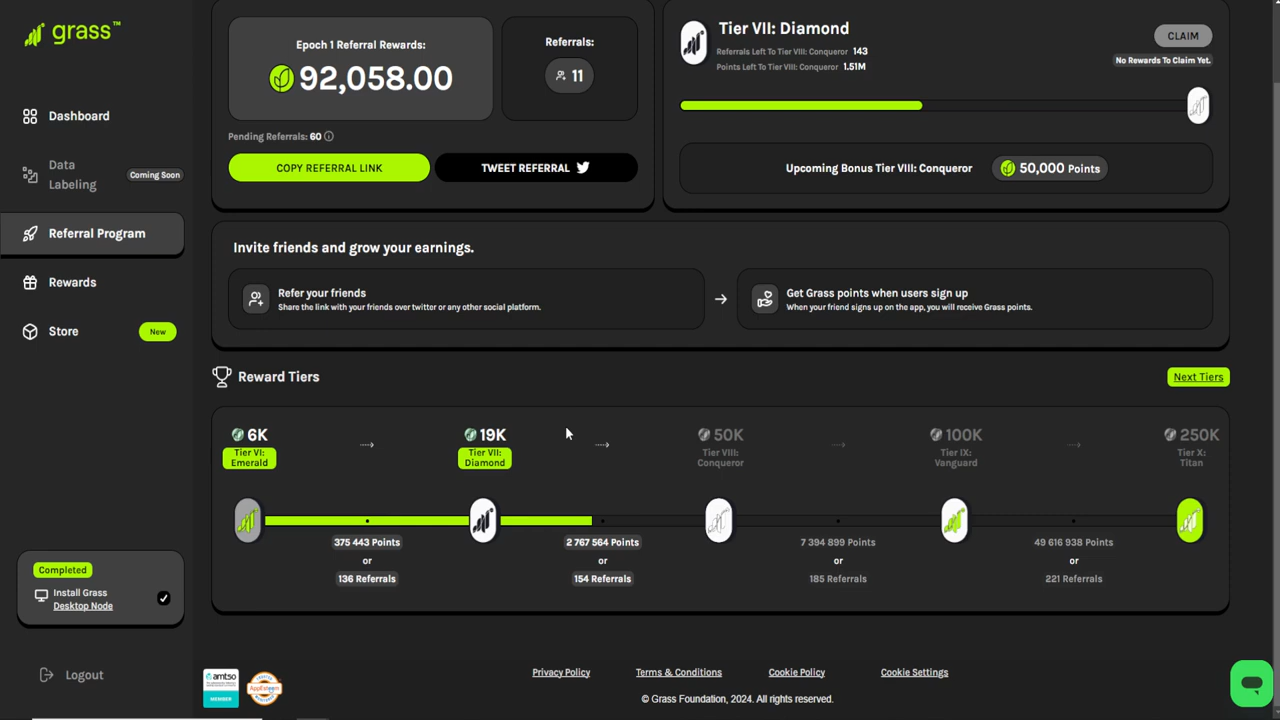 grass™
Dashboard
Data
Labeling
Coming Soon
Referral Program
Rewards
Store
New
Completed
Install Grass
Desktop Node
Logout
Epoch 1 Referral Rewards:
92,058.00
Referrals:
11
Pending Referrals: 60
COPY REFERRAL LINK
TWEET REFERRAL
Tier VII: Diamond
Referrals Left To Tier VIII: Conqueror 143
Points Left To Tier VIII: Conqueror 1.51M
CLAIM
No Rewards To Claim Yet.
Upcoming Bonus Tier VIII: Conqueror 50,000 Points
Invite friends and grow your earnings.
Refer your friends
Share the link with your friends over twitter or any other social platform.
Get Grass points when users sign up
When your friend signs up on the app, you will receive Grass points.
Reward Tiers
Next Tiers
6K
Tier VI:
Emerald
19K
Tier VII:
Diamond
50K
Tier VIII:
Conqueror
100K
Tier IX:
Vanguard
250K
Tier X:
Titan
375 443 Points
or
136 Referrals
2 767 564 Points
or
154 Referrals
7 394 899 Points
or
185 Referrals
49 616 938 Points
or
221 Referrals
amtso
MEMBER
AppEsteem
Privacy Policy
Terms & Conditions
Cookie Policy
Cookie Settings
© Grass Foundation, 2024. All rights reserved.